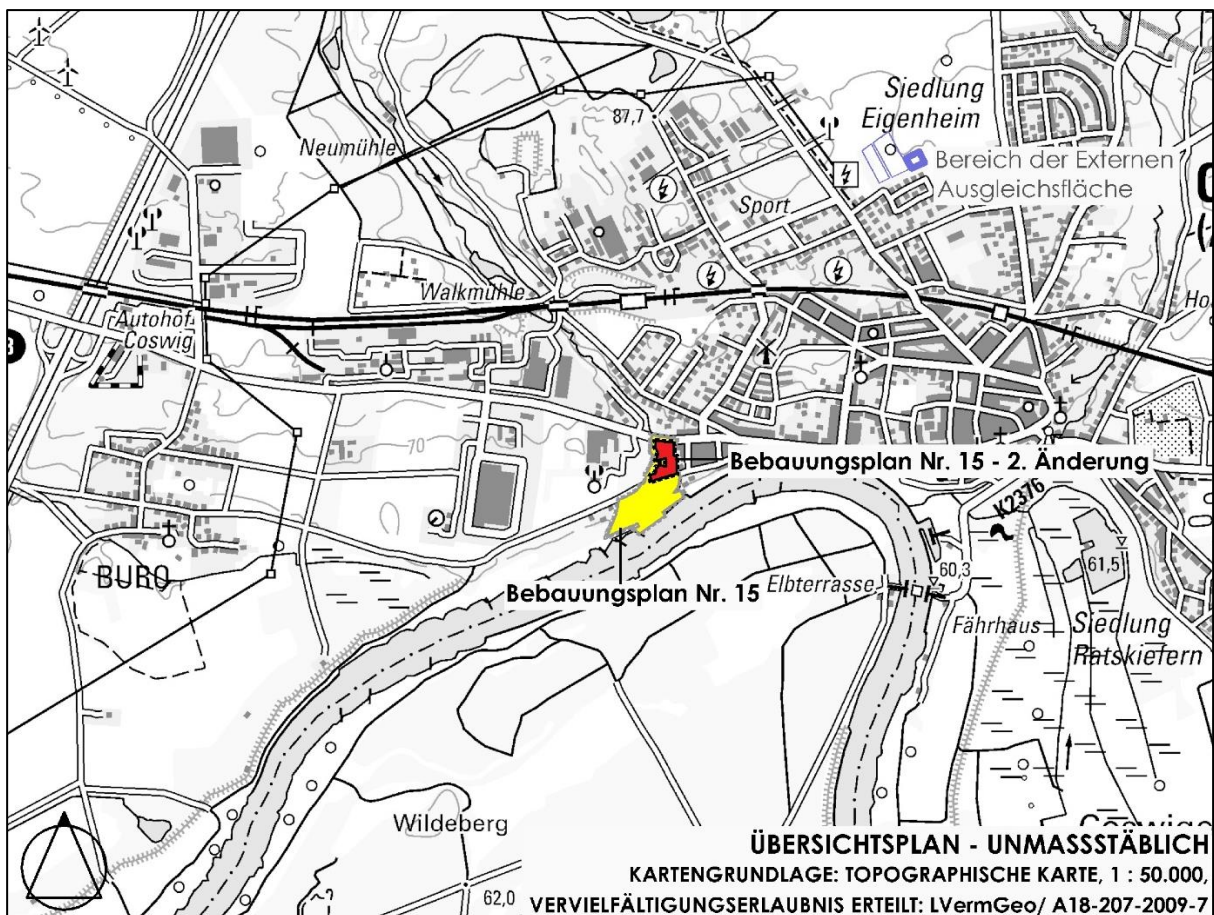 Siedlung
Eigenheim
87,7
Neumühle
Bereich der Externen
Ausgleichsfläche
Sport
Walkmühle
Autohof
Coswig
70
Bebauungsplan Nr. 15 - 2. Änderung
K2376
BURO
Bebauungsplan Nr. 15
Elbterrasse
60,3
61,5
Fährhaus
Siedlung
Ratskiefern
Wildeberg
62,0
ÜBERSICHTSPLAN - UNMASSSTÄBLICH
KARTENGRUNDLAGE: TOPOGRAPHISCHE KARTE, 1 : 50.000,
VERVIELFÄLTIGUNGSERLAUBNIS ERTEILT: LVermGeo/ A18-207-2009-7